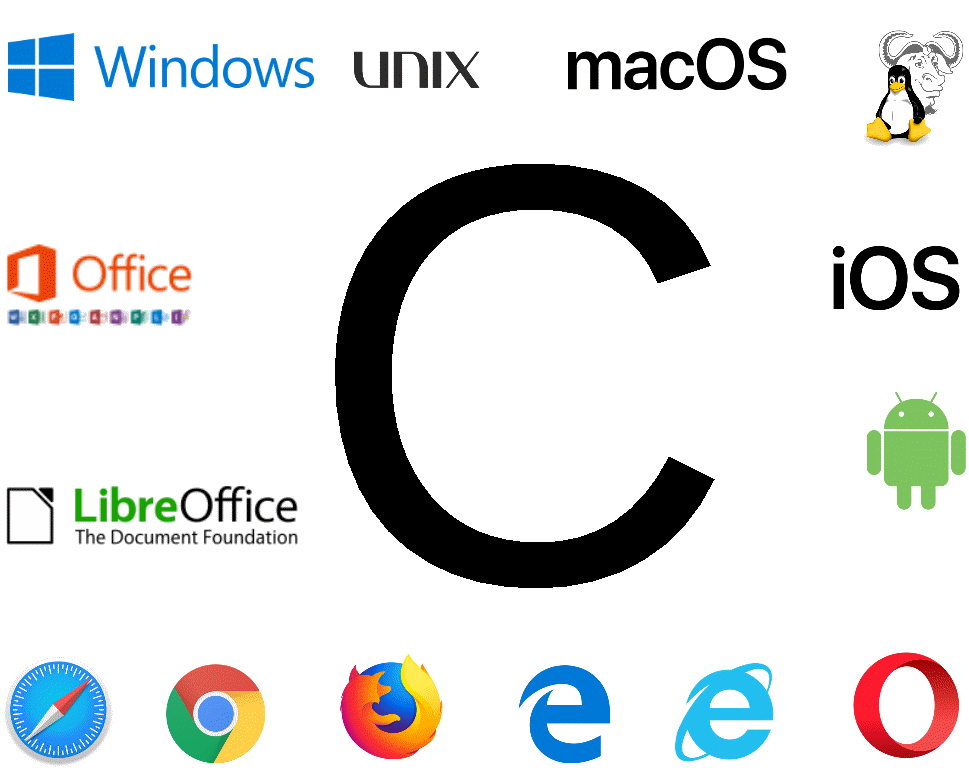 Windows
UNIX
macOS
C
Office
iOS
LibreOffice
The Document Foundation